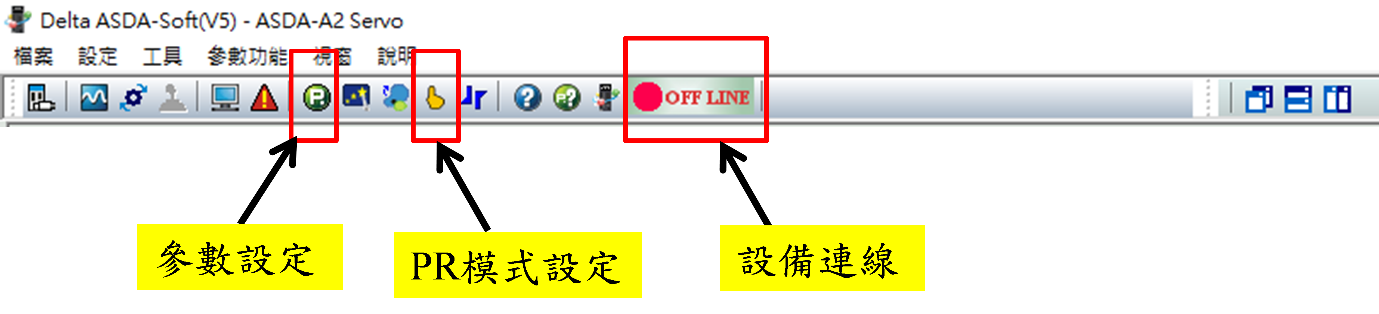 Delta ASDA-Soft(V5) - ASDA-A2 Servo
檔案 設定 工具 參數功能 視窗 說明
OFF LINE
參數設定 PR模式設定 設備連線